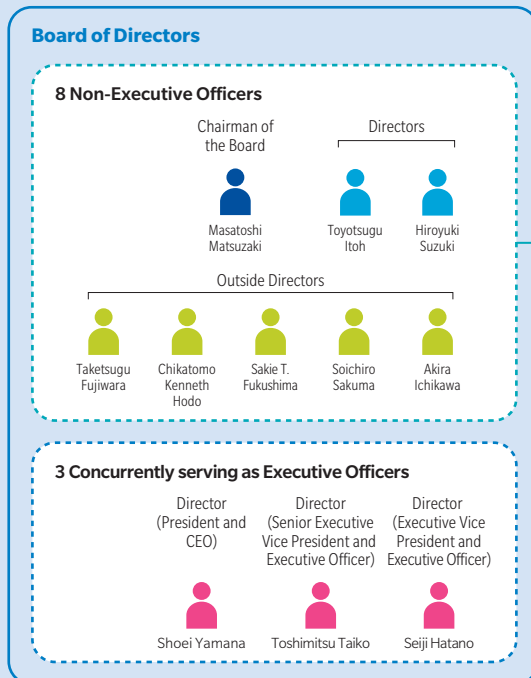 Board of Directors
8 Non-Executive Officers
Chairman of
the Board
Directors
Masatoshi
Matsuzaki
Toyotsugu
Itoh
Hiroyuki
Suzuki
Outside Directors
Taketsugu
Fujiwara
Chikatomo
Kenneth
Hodo
Sakie T.
Fukushima
Soichiro
Sakuma
Akira
Ichikawa
3 Concurrently serving as Executive Officers
Director
(President and
CEO)
Director
(Senior Executive
Vice President and
Executive Officer)
Director
(Executive Vice
President and
Executive Officer)
Shoei Yamana
Toshimitsu Taiko
Seiji Hatano